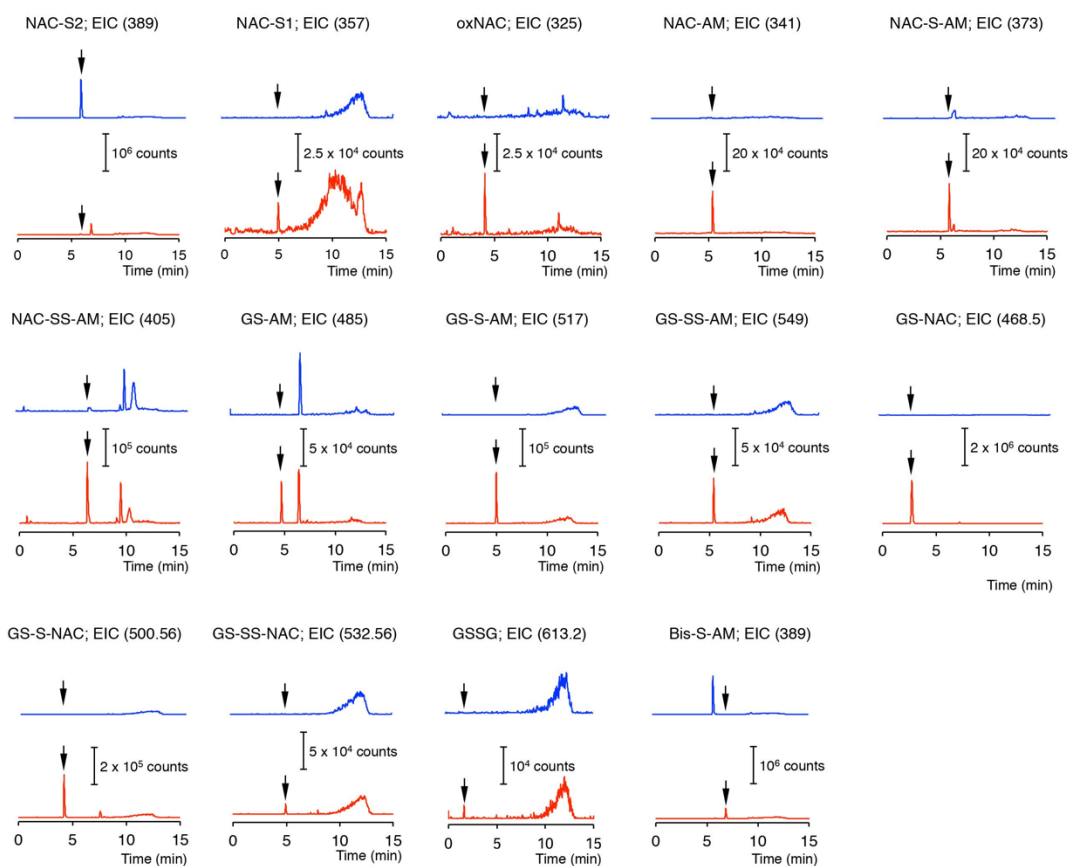 NAC-S2; EIC (389) NAC-S1; EIC (357) oxNAC; EIC (325) NAC-AM; EIC (341) NAC-S-AM; EIC (373)
10⁶ counts 2.5 x 10⁴ counts 2.5 x 10⁴ counts 20 x 10⁴ counts 20 x 10⁴ counts
0 5 10 15 0 5 10 15 0 5 10 15 0 5 10 15 0 5 10 15
Time (min) Time (min) Time (min) Time (min) Time (min)
NAC-SS-AM; EIC (405) GS-AM; EIC (485) GS-S-AM; EIC (517) GS-SS-AM; EIC (549) GS-NAC; EIC (468.5)
10⁵ counts 5 x 10⁴ counts 10⁵ counts 5 x 10⁴ counts 2 x 10⁶ counts
0 5 10 15 0 5 10 15 0 5 10 15 0 5 10 15 0 5 10 15
Time (min) Time (min) Time (min) Time (min) Time (min)
GS-S-NAC; EIC (500.56) GS-SS-NAC; EIC (532.56) GSSG; EIC (613.2) Bis-S-AM; EIC (389)
2 x 10⁵ counts 5 x 10⁴ counts 10⁴ counts 10⁶ counts
0 5 10 15 0 5 10 15 0 5 10 15 0 5 10 15
Time (min) Time (min) Time (min) Time (min)